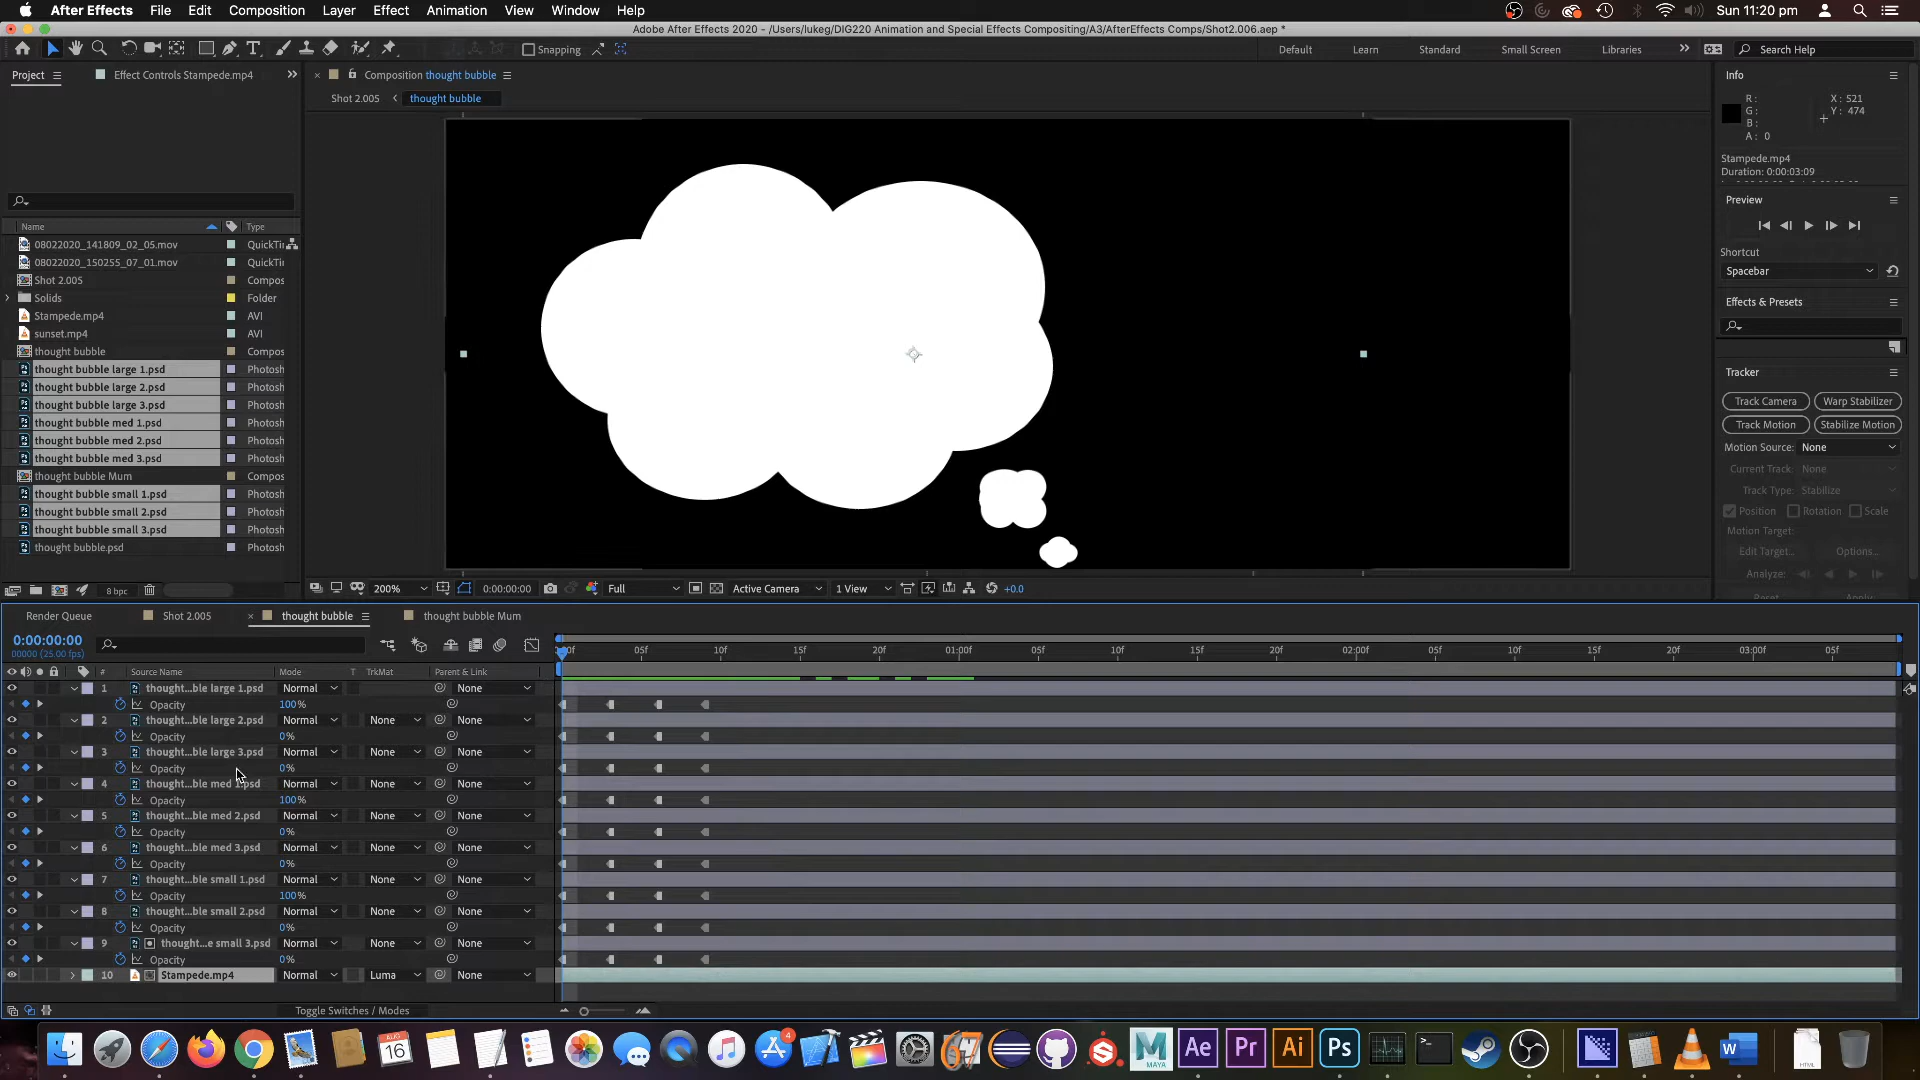 After Effects File Edit Composition Layer Effect Animation View Window Help Sun 11:20 pm
Adobe After Effects 2020 - /Users/lukeg/DIG220 Animation and Special Effects Compositing/A3/AfterEffects Comps/Shot2.006.aep *
Snapping Default Learn Standard Small Screen Libraries Search Help
Project Effect Controls Stampede.mp4 Composition thought bubble Info
Shot 2.005 thought bubble
R: X: 521
G: Y: 474
B:
A: 0
Stampede.mp4
Duration: 0:00:03:09
Preview
Name Type
08022020_141809_02_05.mov QuickTi
08022020_150255_07_01.mov QuickTi
Shot 2.005 Compos
Solids Folder
Stampede.mp4 AVI
sunset.mp4 AVI
thought bubble Compos
thought bubble large 1.psd Photosh
thought bubble large 2.psd Photosh
thought bubble large 3.psd Photosh
thought bubble med 1.psd Photosh
thought bubble med 2.psd Photosh
thought bubble med 3.psd Photosh
thought bubble Mum Compos
thought bubble small 1.psd Photosh
thought bubble small 2.psd Photosh
thought bubble small 3.psd Photosh
thought bubble.psd Photosh
Shortcut
Spacebar
Effects & Presets
Tracker
Track Camera Warp Stabilizer
Track Motion Stabilize Motion
Motion Source: None
Current Track: None
Track Type: Stabilize
Position Rotation Scale
Motion Target:
Edit Target... Options...
Analyze:
Reset Apply
8 bpc 200% 0:00:00:00 Full Active Camera 1 View +0.0
Render Queue Shot 2.005 thought bubble thought bubble Mum
0:00:00:00
00000 (25.00 fps)
05f 10f 15f 20f 01:00f 05f 10f 15f 20f 02:00f 05f 10f 15f 20f 03:00f 05f
# Source Name Mode T TrkMat Parent & Link
1 thought...ble large 1.psd Normal None
Opacity 100%
2 thought...ble large 2.psd Normal None None
Opacity 0%
3 thought...ble large 3.psd Normal None None
Opacity 0%
4 thought...ble med 1.psd Normal None None
Opacity 100%
5 thought...ble med 2.psd Normal None None
Opacity 0%
6 thought...ble med 3.psd Normal None None
Opacity 0%
7 thought...ble small 1.psd Normal None None
Opacity 100%
8 thought...ble small 2.psd Normal None None
Opacity 0%
9 thought...e small 3.psd Normal None None
Opacity 0%
10 Stampede.mp4 Normal Luma None
Toggle Switches / Modes
AUG 16 4 MAYA Ae Pr Ai Ps W HTML